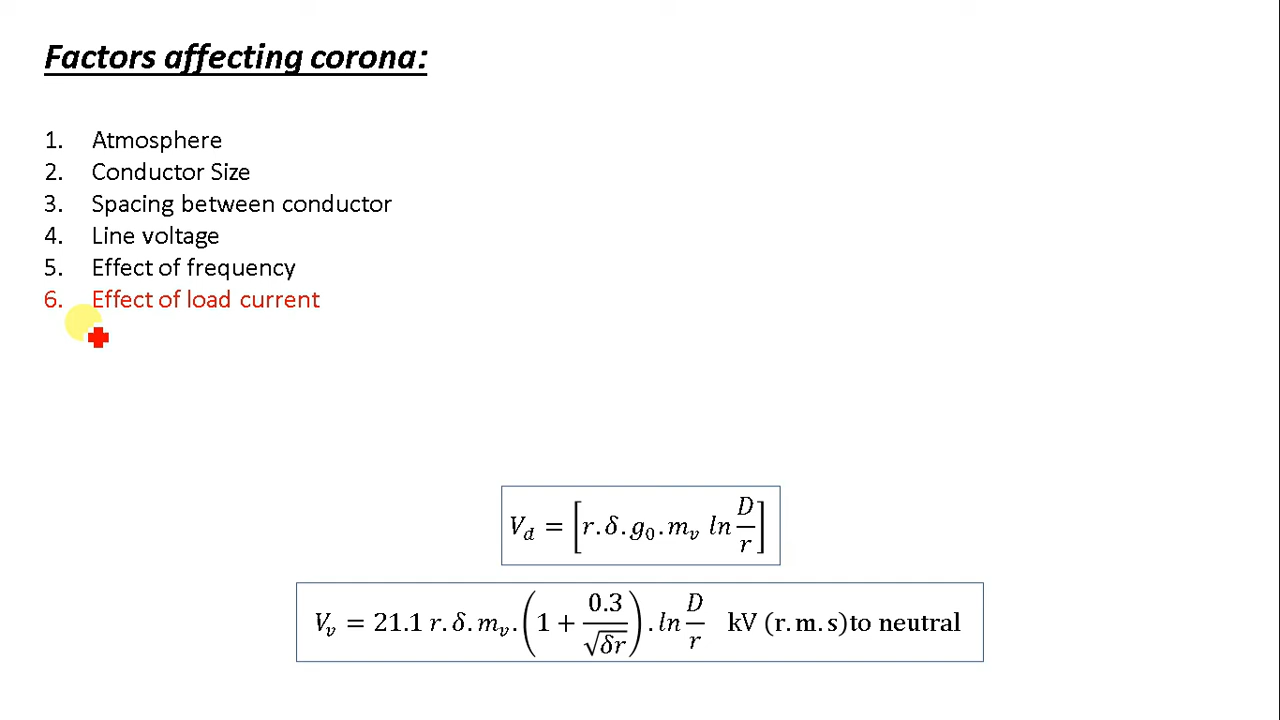 Factors affecting corona:
1. Atmosphere
2. Conductor Size
3. Spacing between conductor
4. Line voltage
5. Effect of frequency
6. Effect of load current
V_d = [r.δ.g_0.m_v ln D/r]
V_v = 21.1 r.δ.m_v.(1 + 0.3/√δr).ln D/r kV (r.m.s)to neutral